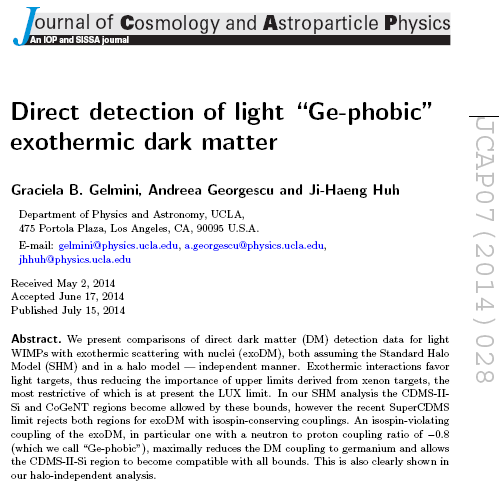 Journal of Cosmology and Astroparticle Physics
An IOP and SISSA journal
Direct detection of light “Ge-phobic”
exothermic dark matter
Graciela B. Gelmini, Andreea Georgescu and Ji-Haeng Huh
Department of Physics and Astronomy, UCLA,
475 Portola Plaza, Los Angeles, CA, 90095 U.S.A.
E-mail: gelmini@physics.ucla.edu, a.georgescu@physics.ucla.edu,
jhhuh@physics.ucla.edu
Received May 2, 2014
Accepted June 17, 2014
Published July 15, 2014
Abstract. We present comparisons of direct dark matter (DM) detection data for light
WIMPs with exothermic scattering with nuclei (exoDM), both assuming the Standard Halo
Model (SHM) and in a halo model — independent manner. Exothermic interactions favor
light targets, thus reducing the importance of upper limits derived from xenon targets, the
most restrictive of which is at present the LUX limit. In our SHM analysis the CDMS-II-
Si and CoGeNT regions become allowed by these bounds, however the recent SuperCDMS
limit rejects both regions for exoDM with isospin-conserving couplings. An isospin-violating
coupling of the exoDM, in particular one with a neutron to proton coupling ratio of −0.8
(which we call “Ge-phobic”), maximally reduces the DM coupling to germanium and allows
the CDMS-II-Si region to become compatible with all bounds. This is also clearly shown in
our halo-independent analysis.
JCAP07(2014)028